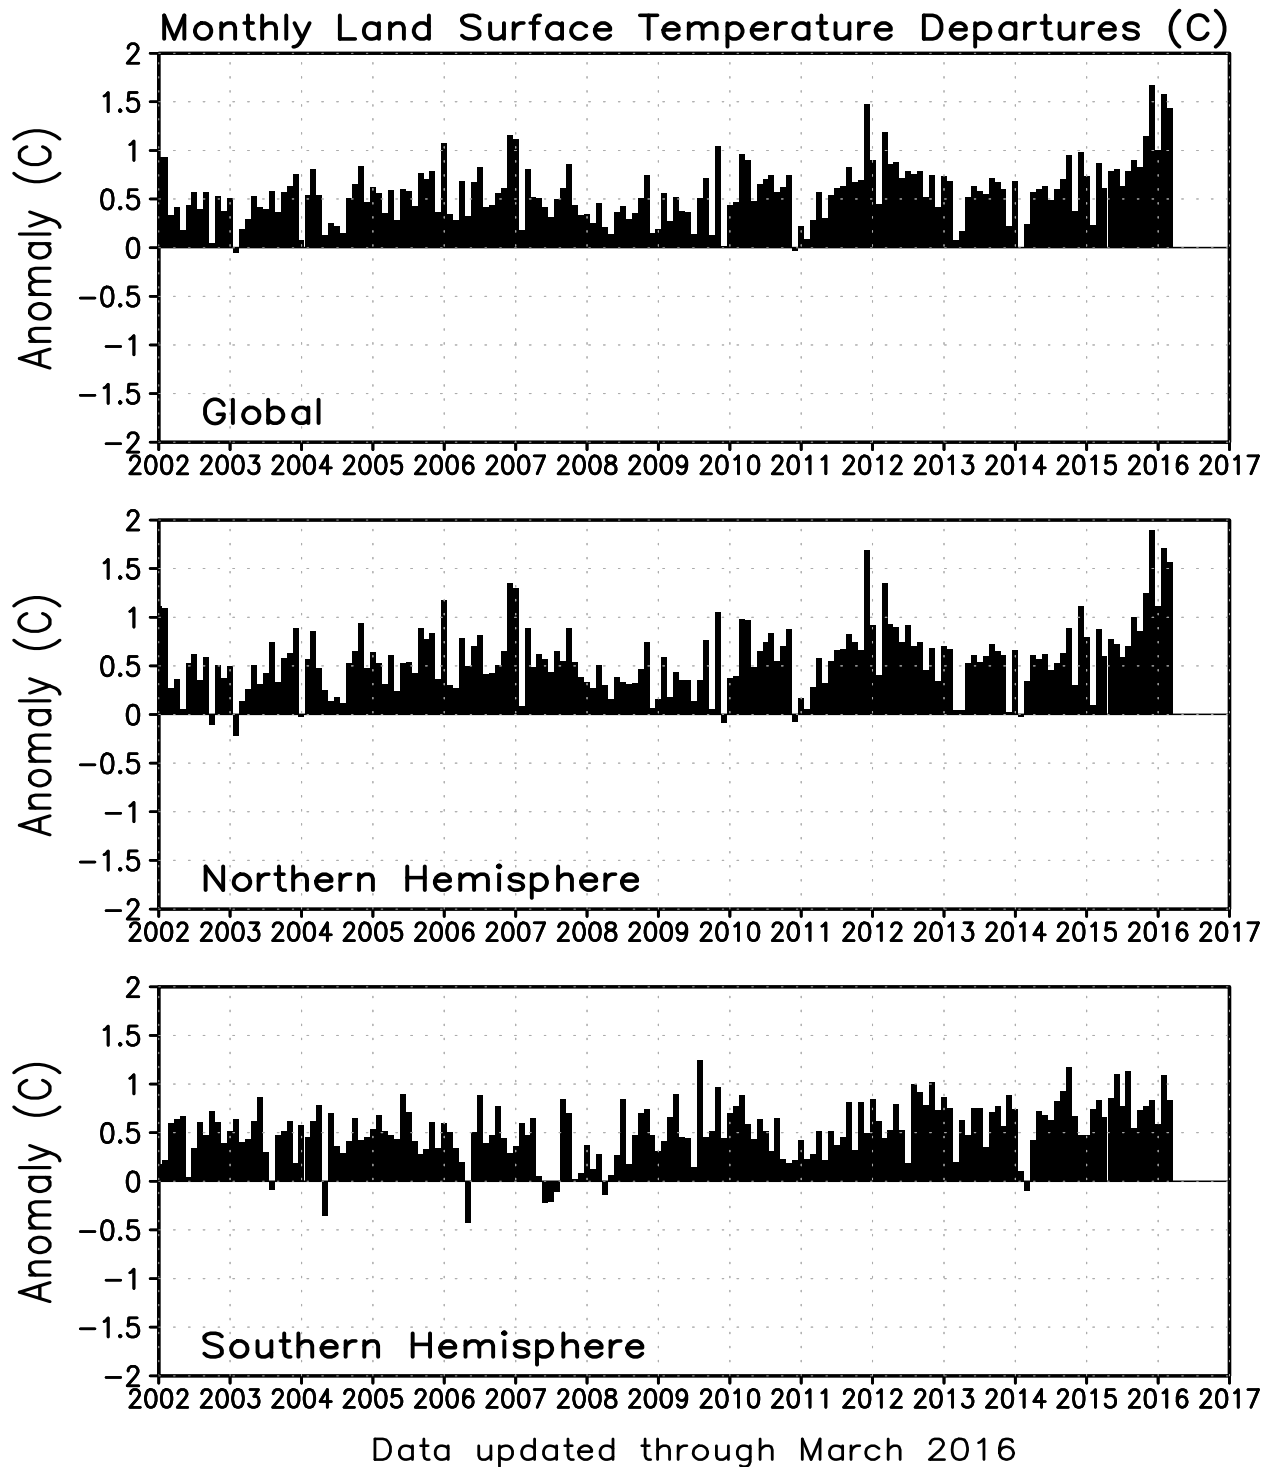 Monthly Land Surface Temperature Departures (C)
2
1.5
1
0.5
0
−0.5
−1
−1.5
−2
Anomaly (C)
Global
2002 2003 2004 2005 2006 2007 2008 2009 2010 2011 2012 2013 2014 2015 2016 2017
2
1.5
1
0.5
0
−0.5
−1
−1.5
−2
Anomaly (C)
Northern Hemisphere
2002 2003 2004 2005 2006 2007 2008 2009 2010 2011 2012 2013 2014 2015 2016 2017
2
1.5
1
0.5
0
−0.5
−1
−1.5
−2
Anomaly (C)
Southern Hemisphere
2002 2003 2004 2005 2006 2007 2008 2009 2010 2011 2012 2013 2014 2015 2016 2017
Data updated through March 2016